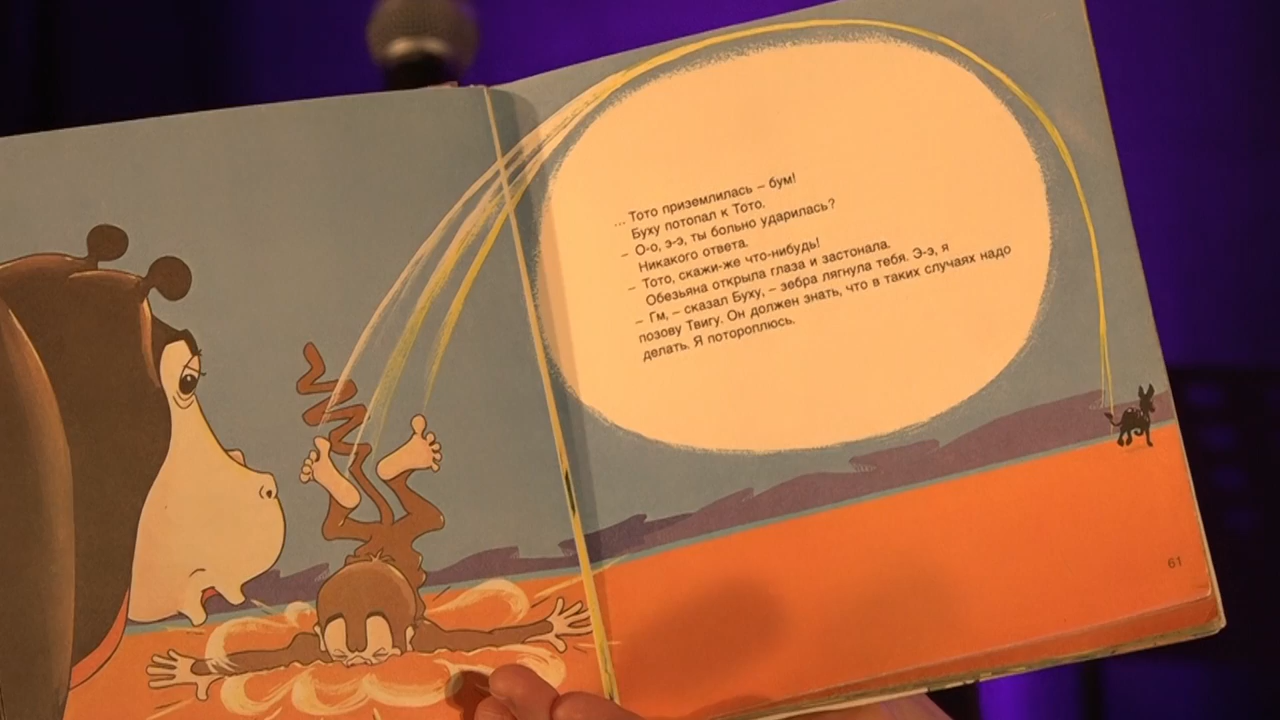 ... Тото приземлилась – бум!
Буху потопал к Тото.
– О-о, э-э, ты больно ударилась?
Никакого ответа.
– Тото, скажи-же что-нибудь!
Обезьяна открыла глаза и застонала.
– Гм, – сказал Буху, – зебра лягнула тебя. Э-э, я
позову Твигу. Он должен знать, что в таких случаях надо
делать. Я потороплюсь.
61